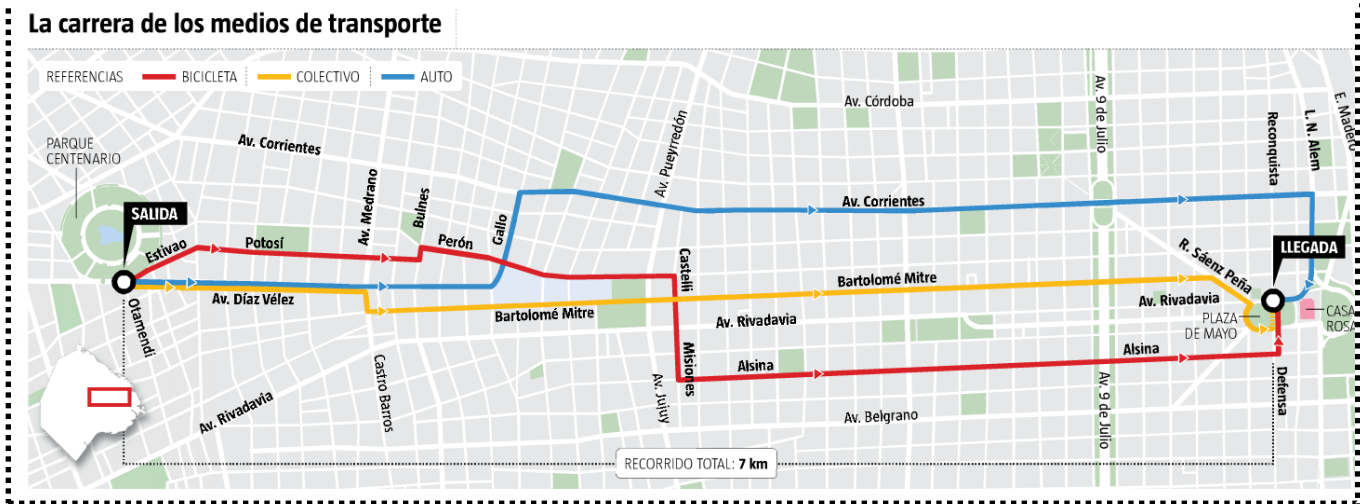 La carrera de los medios de transporte
REFERENCIAS
BICICLETA
COLECTIVO
AUTO
PARQUE
CENTENARIO
SALIDA
Estivao
Potosí
Av. Corrientes
Av. Medrano
Bulnes
Perón
Gallo
Av. Pueyrredón
Av. Córdoba
Av. 9 de Julio
Reconquista
L. N. Alem
E. Madero
Av. Corrientes
R. Sáenz Peña
LLEGADA
Otamendi
Av. Díaz Vélez
Bartolomé Mitre
Castelli
Bartolomé Mitre
Av. Rivadavia
Av. Rivadavia
PLAZA
DE MAYO
CASA
ROSA
Misiones
Alsina
Alsina
Av. Rivadavia
Castro Barros
Av. Jujuy
Av. Belgrano
Av. 9 de Julio
Defensa
RECORRIDO TOTAL: 7 km